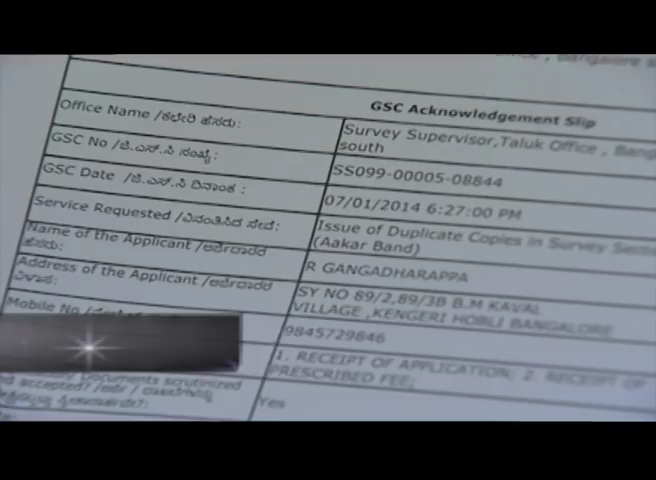 GSC Acknowledgement Slip
Office Name /ಕಛೇರಿ ಹೆಸರು:
Survey Supervisor,Taluk Office ,
south
GSC No /ಜಿ.ಎಸ್.ಸಿ ಸಂಖ್ಯೆ:
SS099-00005-08844
GSC Date /ಜಿ.ಎಸ್.ಸಿ ದಿನಾಂಕ :
07/01/2014 6:27:00 PM
Service Requested /ವಿನಂತಿಸಿದ ಸೇವೆ:
Issue of Duplicate Copies in Survey
(Aakar Band)
Name of the Applicant /ಅರ್ಜಿದಾರರ
ಹೆಸರು:
R GANGADHARAPPA
Address of the Applicant /ಅರ್ಜಿದಾರರ
ವಿಳಾಸ:
SY NO 89/2,89/3B B.M KAVAL
VILLAGE ,KENGERI HOBLI BANGALORE
Mobile No
9845729846
1. RECEIPT OF APPLICATION; 2. RECEIPT OF
PRESCRIBED FEE;
scrutinized
accepted?
Yes